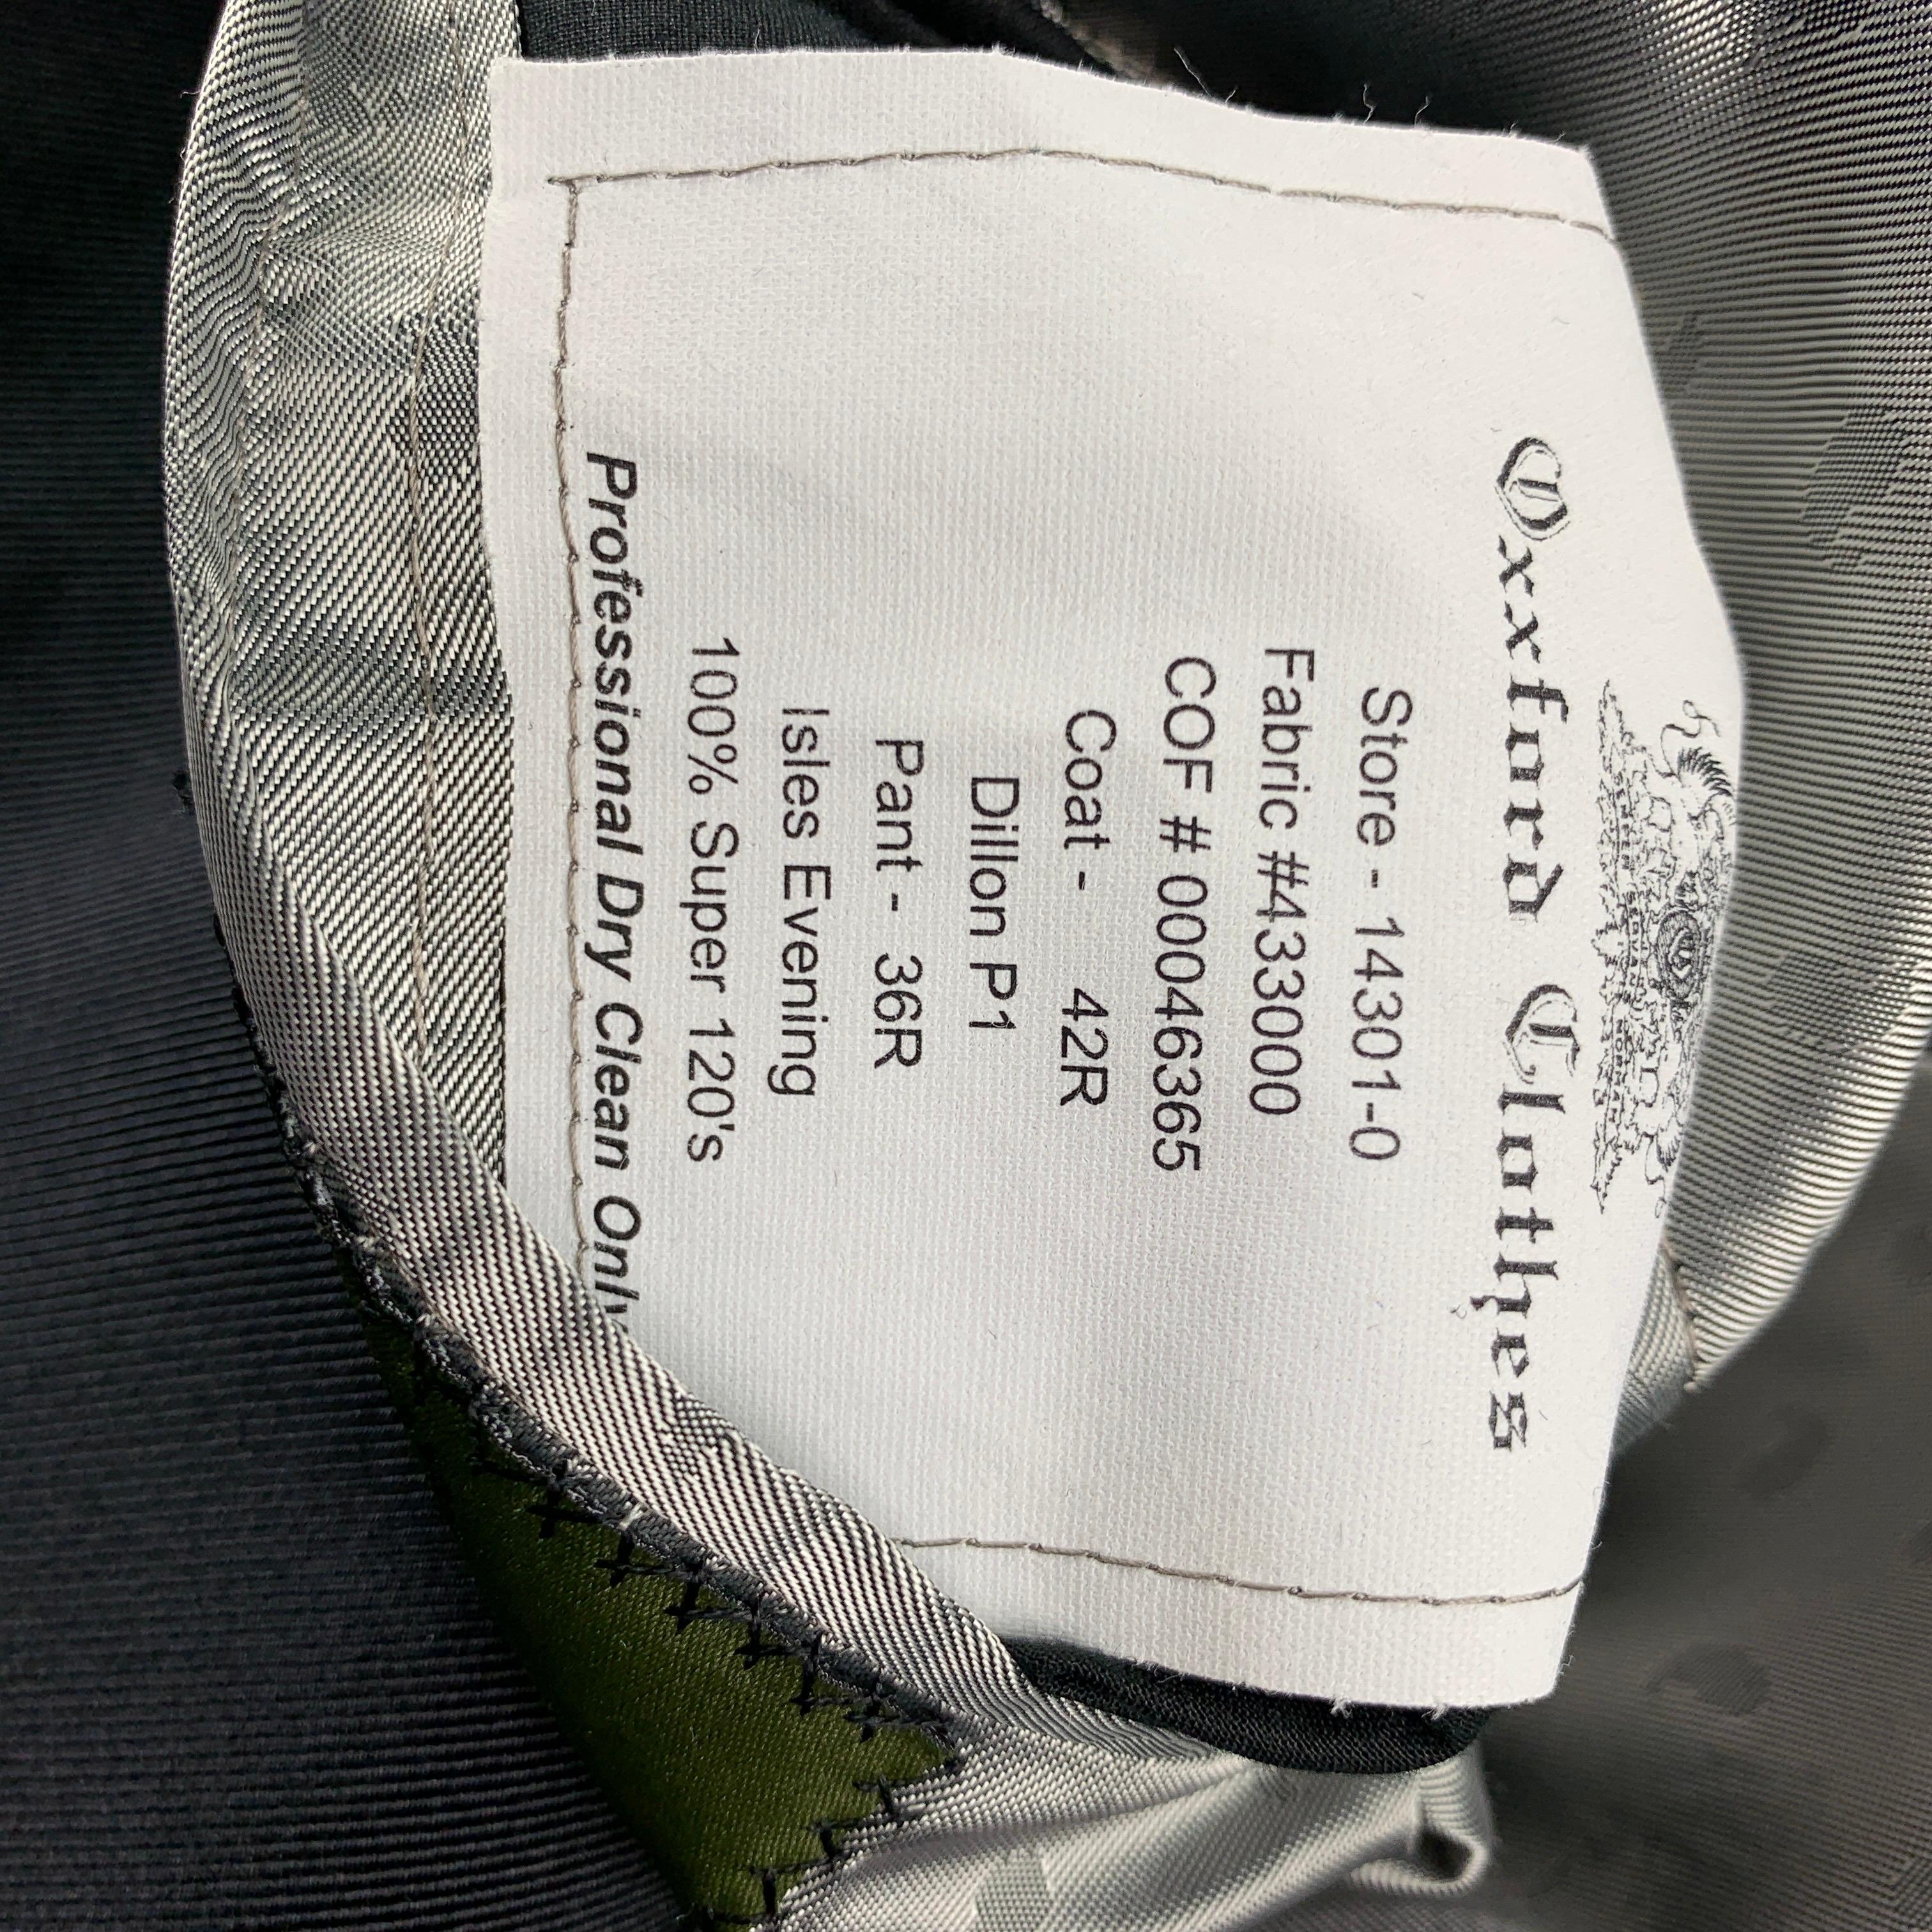 Oxxford Clothes
Store - 14301-0
Fabric #433000
COF # 00046365
Coat - 42R
Dillon P1
Pant - 36R
Isles Evening
100% Super 120's
Professional Dry Clean Only